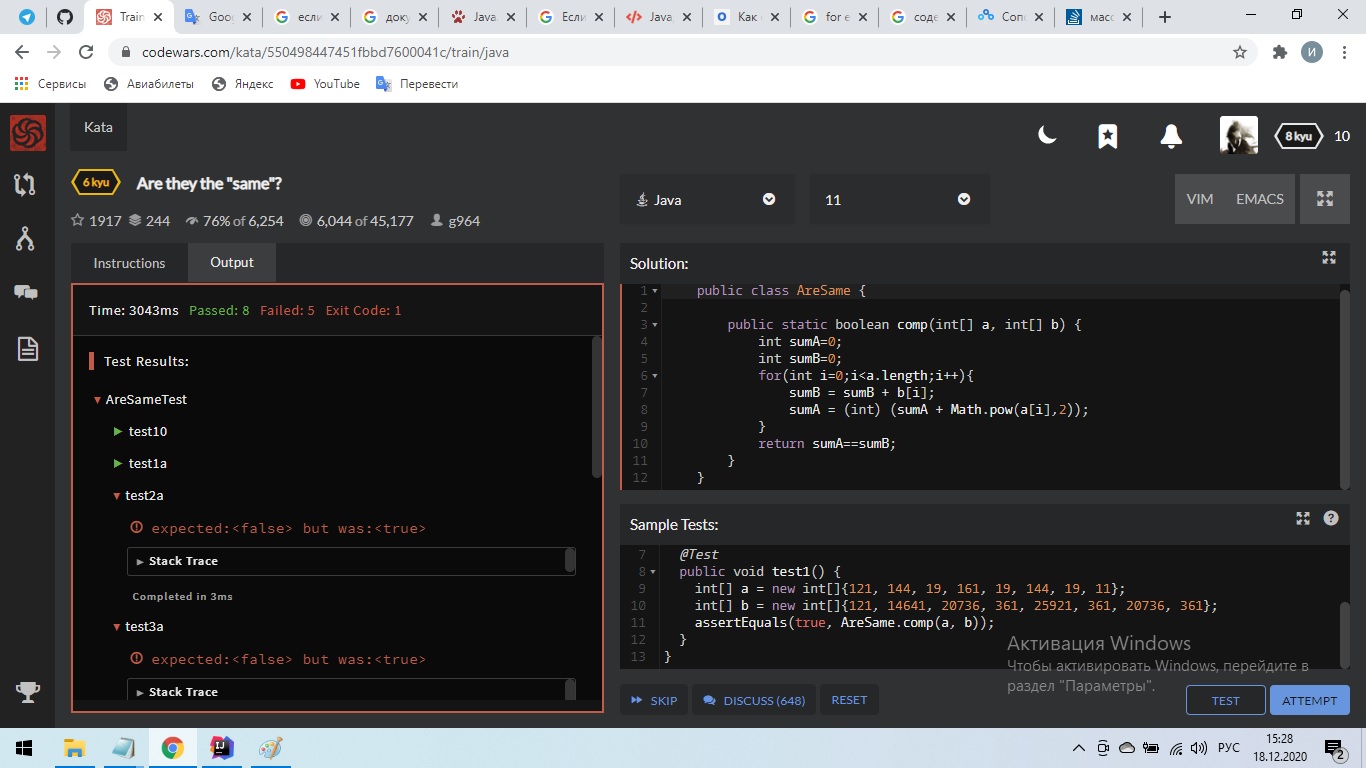 Train
Goo
если
доку
Java
Если
Java,
Как
for e
соде
Con
масс
codewars.com/kata/550498447451fbbd7600041c/train/java
И
Сервисы
Авиабилеты
Яндекс
YouTube
Перевести
Kata
8 kyu 10
6 kyu Are they the "same"?
1917 244 76% of 6,254 6,044 of 45,177 g964
Java
11
VIM EMACS
Instructions Output
Time: 3043ms Passed: 8 Failed: 5 Exit Code: 1
Test Results:
AreSameTest
test10
test1a
test2a
expected:<false> but was:<true>
Stack Trace
Completed in 3ms
test3a
expected:<false> but was:<true>
Stack Trace
Solution:
1 public class AreSame {
2
3 public static boolean comp(int[] a, int[] b) {
4 int sumA=0;
5 int sumB=0;
6 for(int i=0;i<a.length;i++){
7 sumB = sumB + b[i];
8 sumA = (int) (sumA + Math.pow(a[i],2));
9 }
10 return sumA==sumB;
11 }
12 }
Sample Tests:
7 @Test
8 public void test1() {
9 int[] a = new int[]{121, 144, 19, 161, 19, 144, 19, 11};
10 int[] b = new int[]{121, 14641, 20736, 361, 25921, 361, 20736, 361};
11 assertEquals(true, AreSame.comp(a, b));
12 }
13 }
Активация Windows
Чтобы активировать Windows, перейдите в
раздел "Параметры".
SKIP DISCUSS (648) RESET TEST ATTEMPT
РУС
15:28
18.12.2020
2